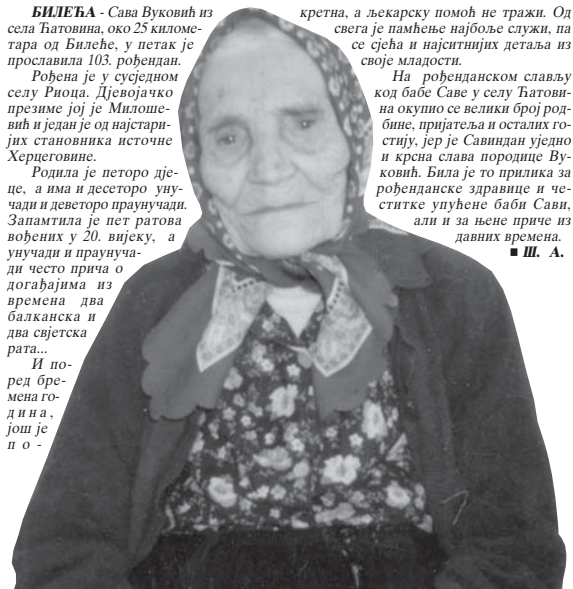 БИЛЕЋА - Сава Вуковић из
села Ћатовина, око 25 киломе-
тара од Билеће, у петак је
прославила 103. рођендан.
Рођена је у сусједном
селу Риоца. Дјевојачко
презиме јој је Милоше-
вић и један је од најстари-
јих становника источне
Херцеговине.
Родила је петоро дје-
це, а има и десеторо уну-
чади и деветоро праунучади.
Запамтила је пет ратова
вођених у 20. вијеку, а
унучади и праунуча-
ди често прича о
догађајима из
времена два
балканска и
два свјетска
рата...
И по-
ред бре-
мена го-
дина,
још је
по-
кретна, а љекарску помоћ не тражи. Од
свега је памћење најбоље служи, па
се сјећа и најситнијих детаља из
своје младости.
На рођенданском слављу
код бабе Саве у селу Ћатови-
на окупио се велики број род-
бине, пријатеља и осталих го-
стију, јер је Савиндан уједно
и крсна слава породице Ву-
ковић. Била је то прилика за
рођенданске здравице и че-
ститке упућене баби Сави,
али и за њене приче из
давних времена.
■ Ш. А.